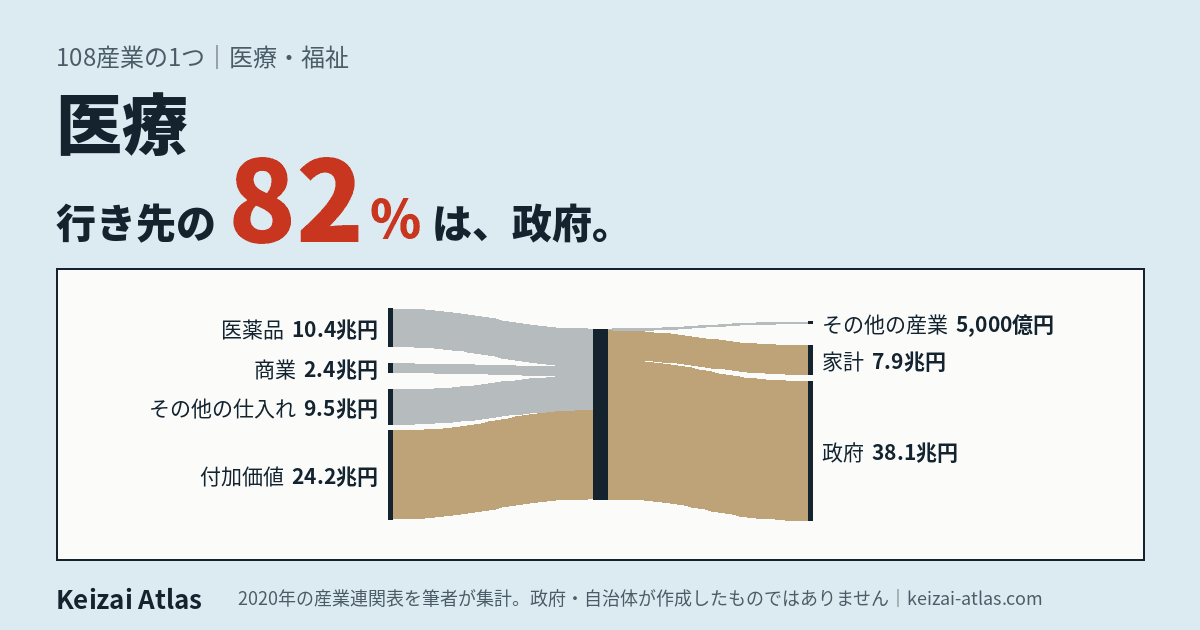 108産業の1つ｜医療・福祉
医療
行き先の 82% は、政府。
医薬品 10.4兆円
商業 2.4兆円
その他の仕入れ 9.5兆円
付加価値 24.2兆円
その他の産業 5,000億円
家計 7.9兆円
政府 38.1兆円
Keizai Atlas
2020年の産業連関表を筆者が集計。政府・自治体が作成したものではありません｜keizai-atlas.com